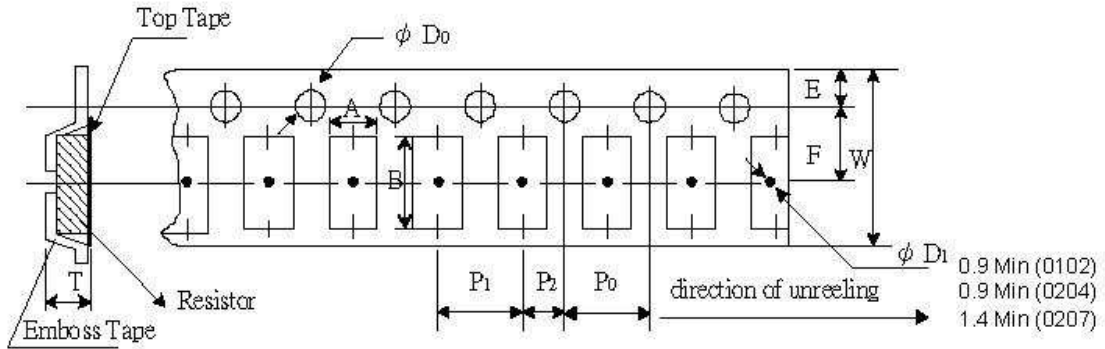 Top Tape
ϕ D0
E
A
F
W
B
ϕ D1
0.9 Min (0102)
0.9 Min (0204)
1.4 Min (0207)
T
P1
P2
P0
direction of unreeling
Resistor
Emboss Tape